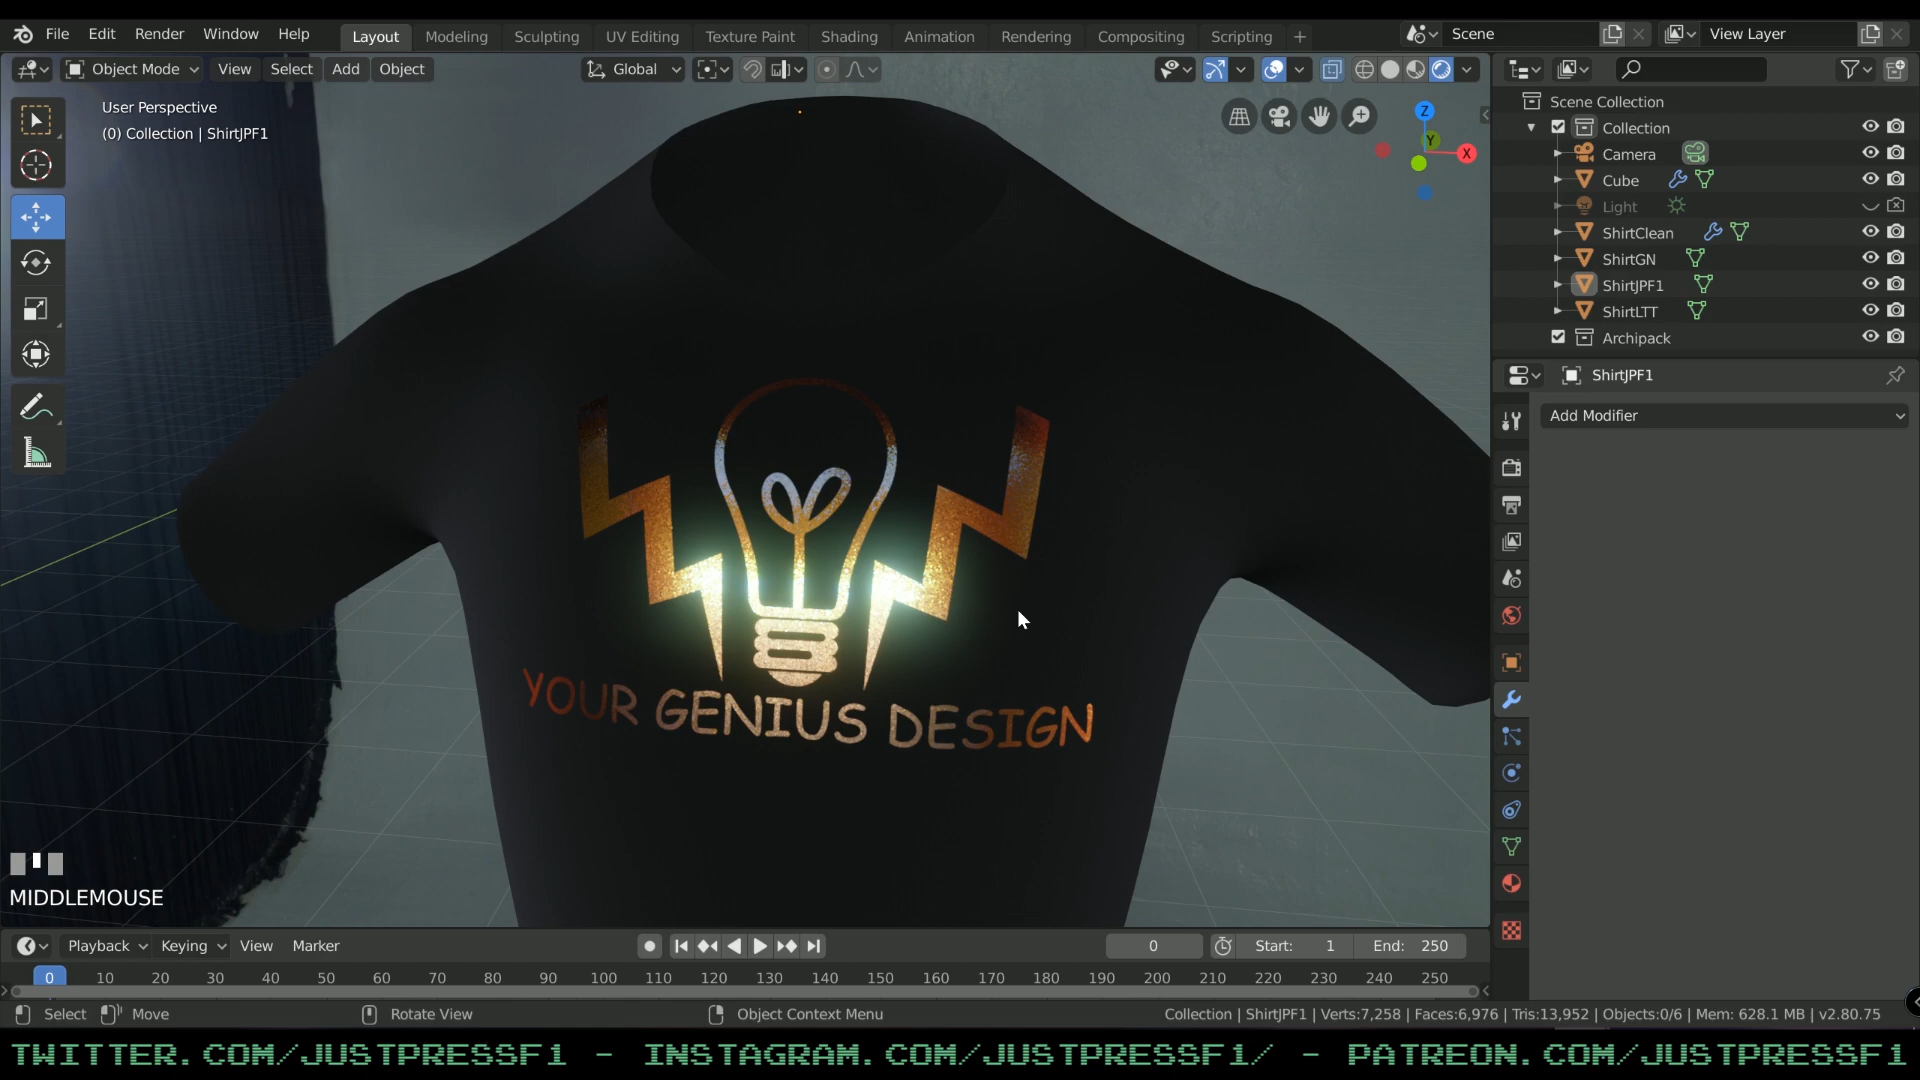 File Edit Render Window Help Layout Modeling Sculpting UV Editing Texture Paint Shading Animation Rendering Compositing Scripting + Scene View Layer
Object Mode View Select Add Object Global
User Perspective
(0) Collection | ShirtJPF1
Z
Y
X
Scene Collection
Collection
Camera
Cube
Light
ShirtClean
ShirtGN
ShirtJPF1
ShirtLTT
Archipack
ShirtJPF1
Add Modifier
YOUR GENIUS DESIGN
MIDDLEMOUSE
Playback Keying View Marker 0 Start: 1 End: 250
0 10 20 30 40 50 60 70 80 90 100 110 120 130 140 150 160 170 180 190 200 210 220 230 240 250
Select Move Rotate View Object Context Menu Collection | ShirtJPF1 | Verts:7,258 | Faces:6,976 | Tris:13,952 | Objects:0/6 | Mem: 628.1 MB | v2.80.75
TWITTER.COM/JUSTPRESSF1 - INSTAGRAM.COM/JUSTPRESSF1/ - PATREON.COM/JUSTPRESSF1